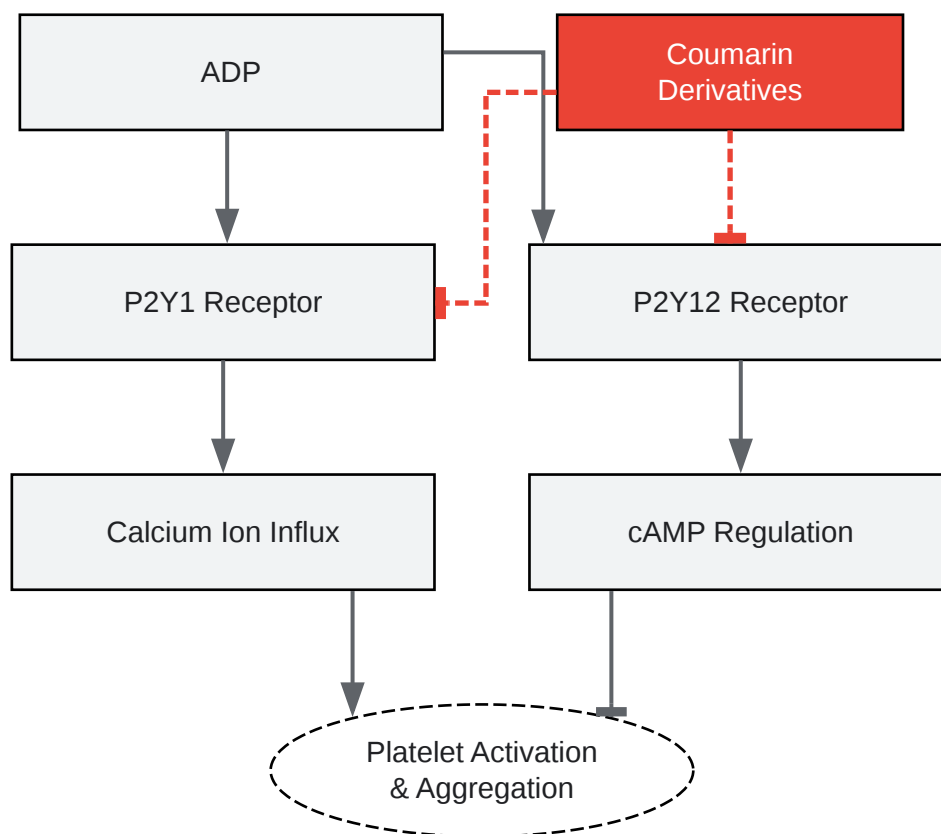 ADP
Coumarin
Derivatives
P2Y1 Receptor
P2Y12 Receptor
Calcium Ion Influx
cAMP Regulation
Platelet Activation
& Aggregation